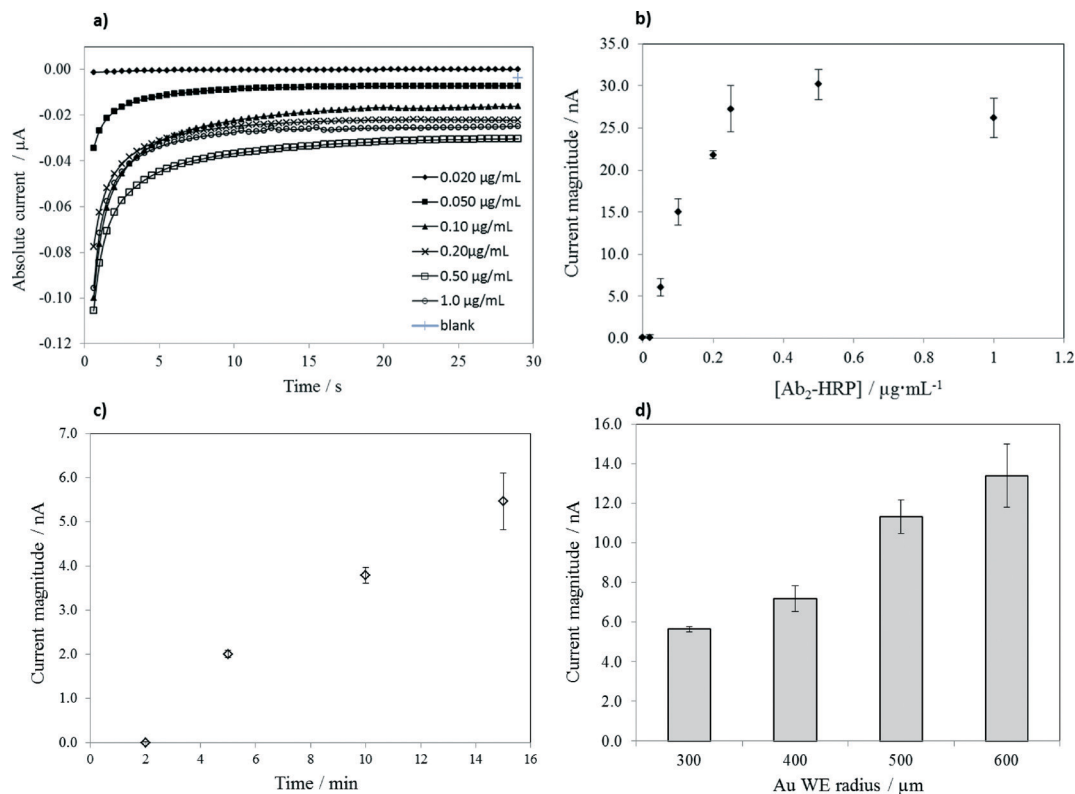 a)
0.00
-0.02
-0.04
-0.06
-0.08
-0.10
-0.12
Absolute current / µA
0 5 10 15 20 25 30
Time / s
0.020 µg/mL
0.050 µg/mL
0.10 µg/mL
0.20µg/mL
0.50 µg/mL
1.0 µg/mL
blank
b)
35.0
30.0
25.0
20.0
15.0
10.0
5.0
0.0
Current magnitude / nA
0 0.2 0.4 0.6 0.8 1 1.2
[Ab₂-HRP] / µg·mL⁻¹
c)
7.0
6.0
5.0
4.0
3.0
2.0
1.0
0.0
Current magnitude / nA
0 2 4 6 8 10 12 14 16
Time / min
d)
16.0
14.0
12.0
10.0
8.0
6.0
4.0
2.0
0.0
Current magnitude / nA
300 400 500 600
Au WE radius / µm